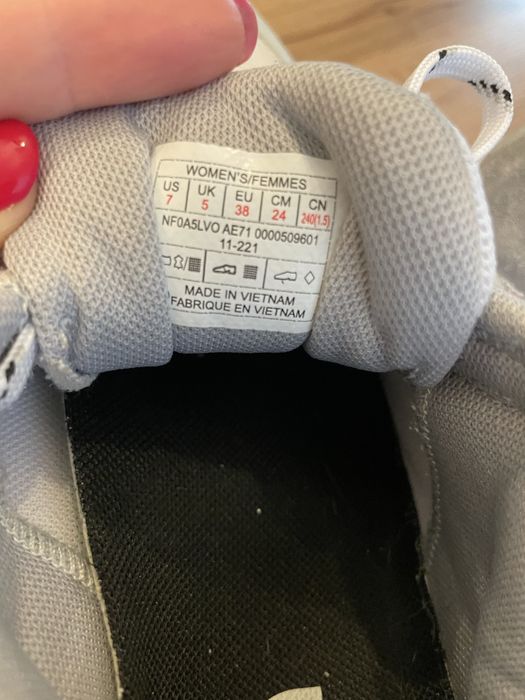 WOMEN'S/FEMMES
US UK EU CM CN
7 5 38 24 240(1.5)
NF0A5LVO AE71 0000509601
11-221
MADE IN VIETNAM
FABRIQUE EN VIETNAM